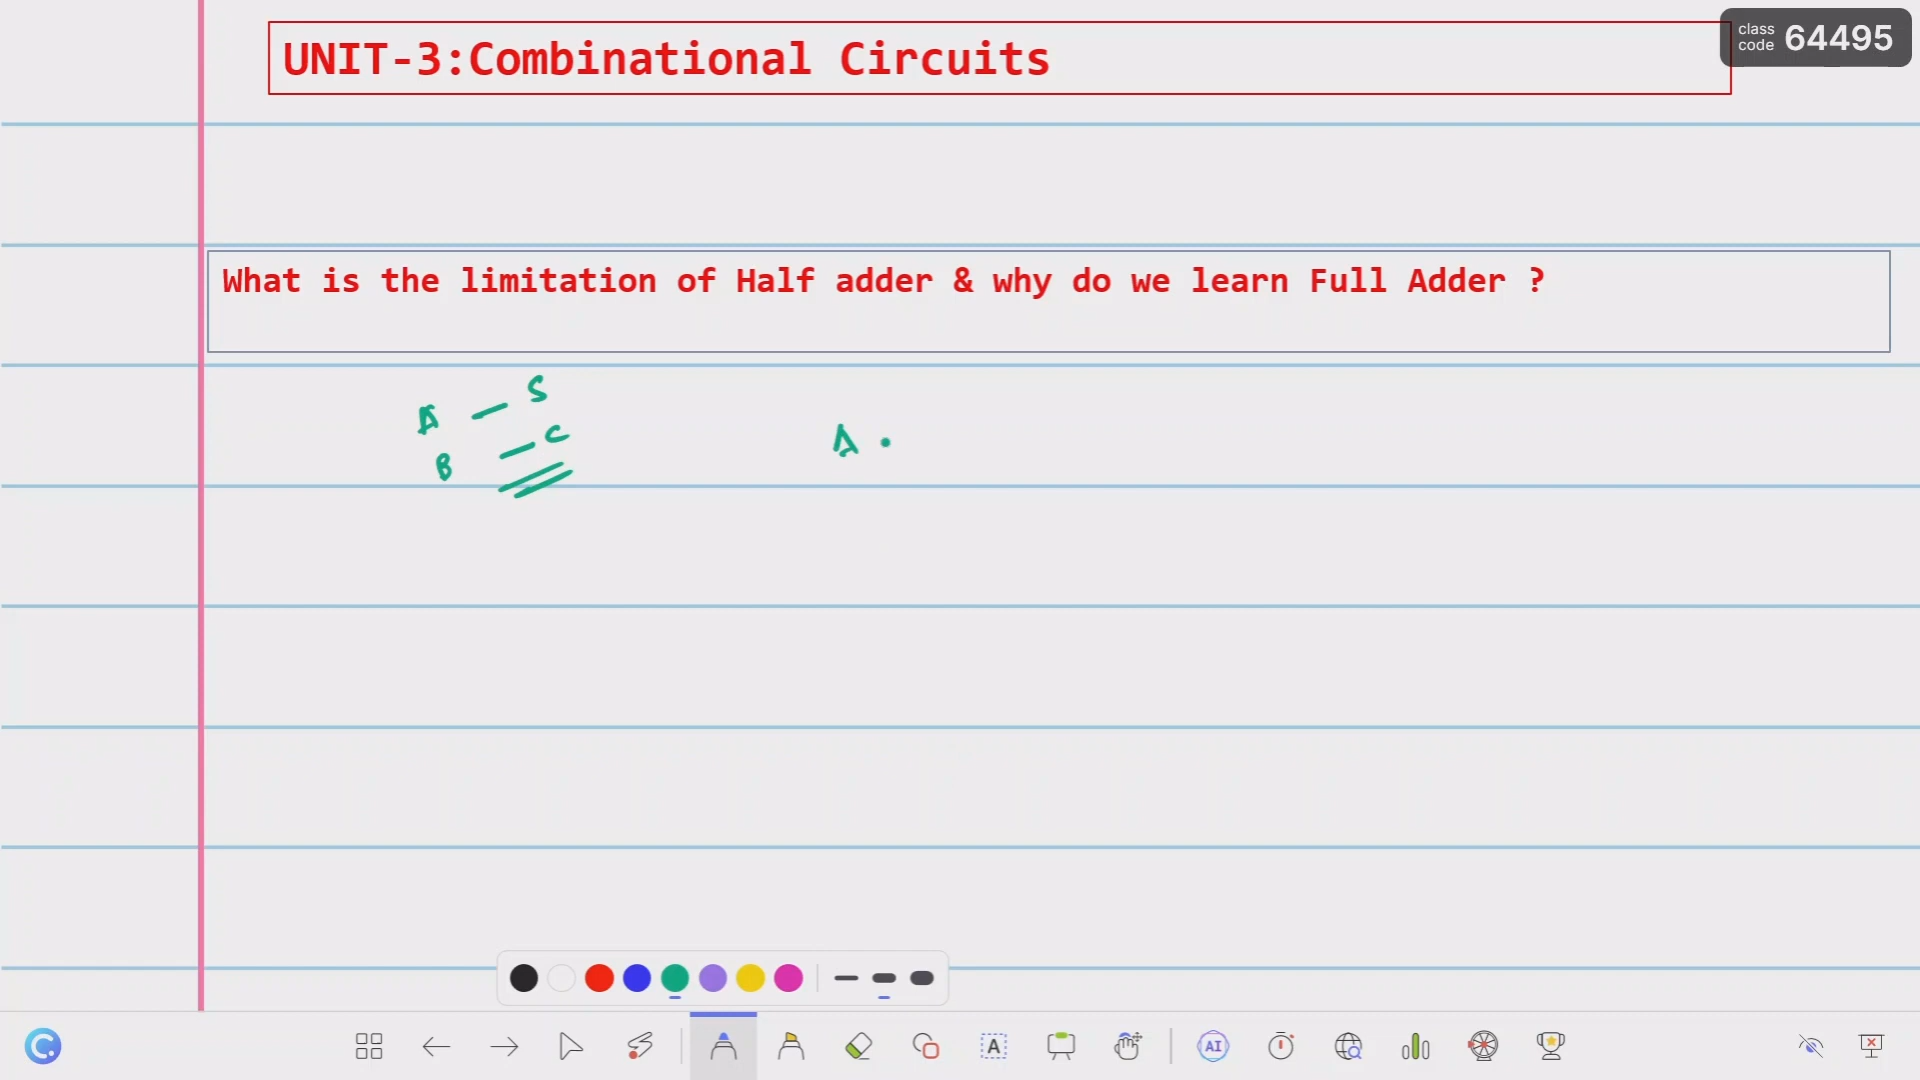 UNIT-3:Combinational Circuits
class code 64495
What is the limitation of Half adder & why do we learn Full Adder ?
A — S
B — C
A .
A
AI